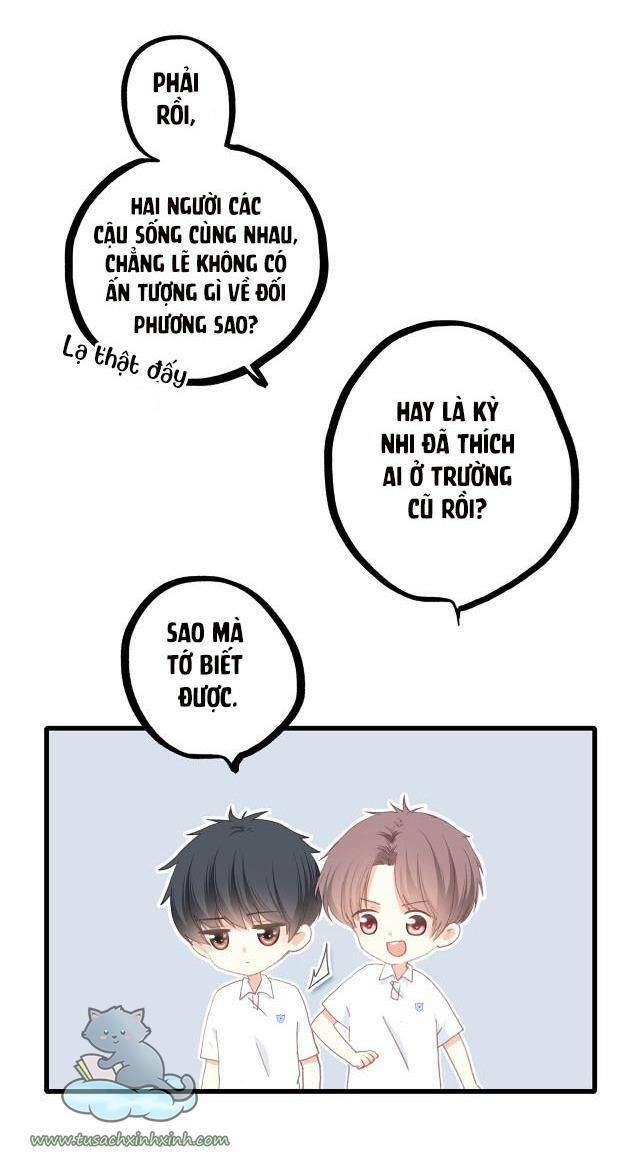 PHẢI
RỒI,
HAI NGƯỜI CÁC
CẬU SỐNG CÙNG NHAU,
CHẲNG LẼ KHÔNG CÓ
ẤN TƯỢNG GÌ VỀ ĐỐI
PHƯƠNG SAO?
Lạ thật đấy
HAY LÀ KỲ
NHI ĐÃ THÍCH
AI Ở TRƯỜNG
CŨ RỒI?
SAO MÀ
TỚ BIẾT
ĐƯỢC.
www.tusachxinhxinh.com